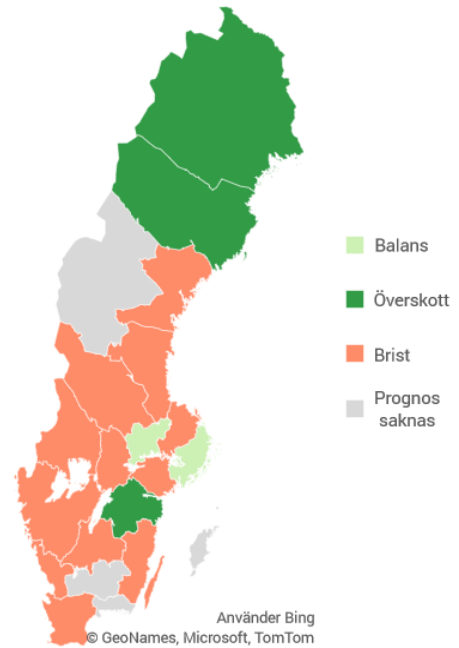 Balans
Överskott
Brist
Prognos
saknas
Använder Bing
© GeoNames, Microsoft, TomTom